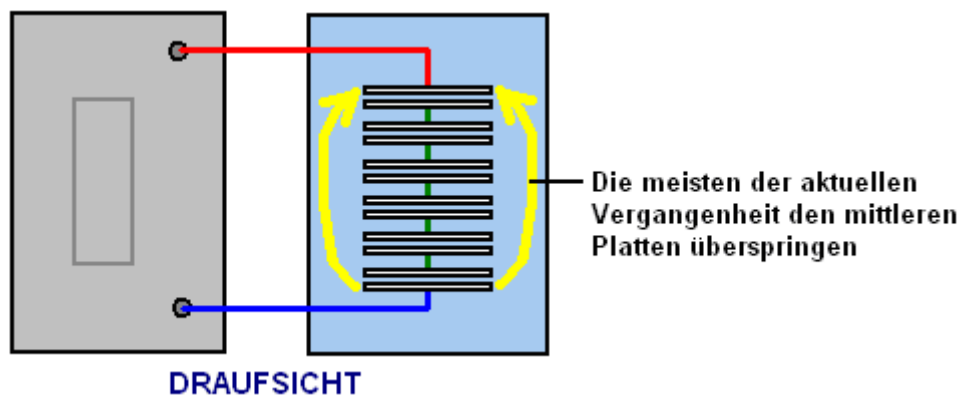 Die meisten der aktuellen
Vergangenheit den mittleren
Platten überspringen
DRAUFSICHT